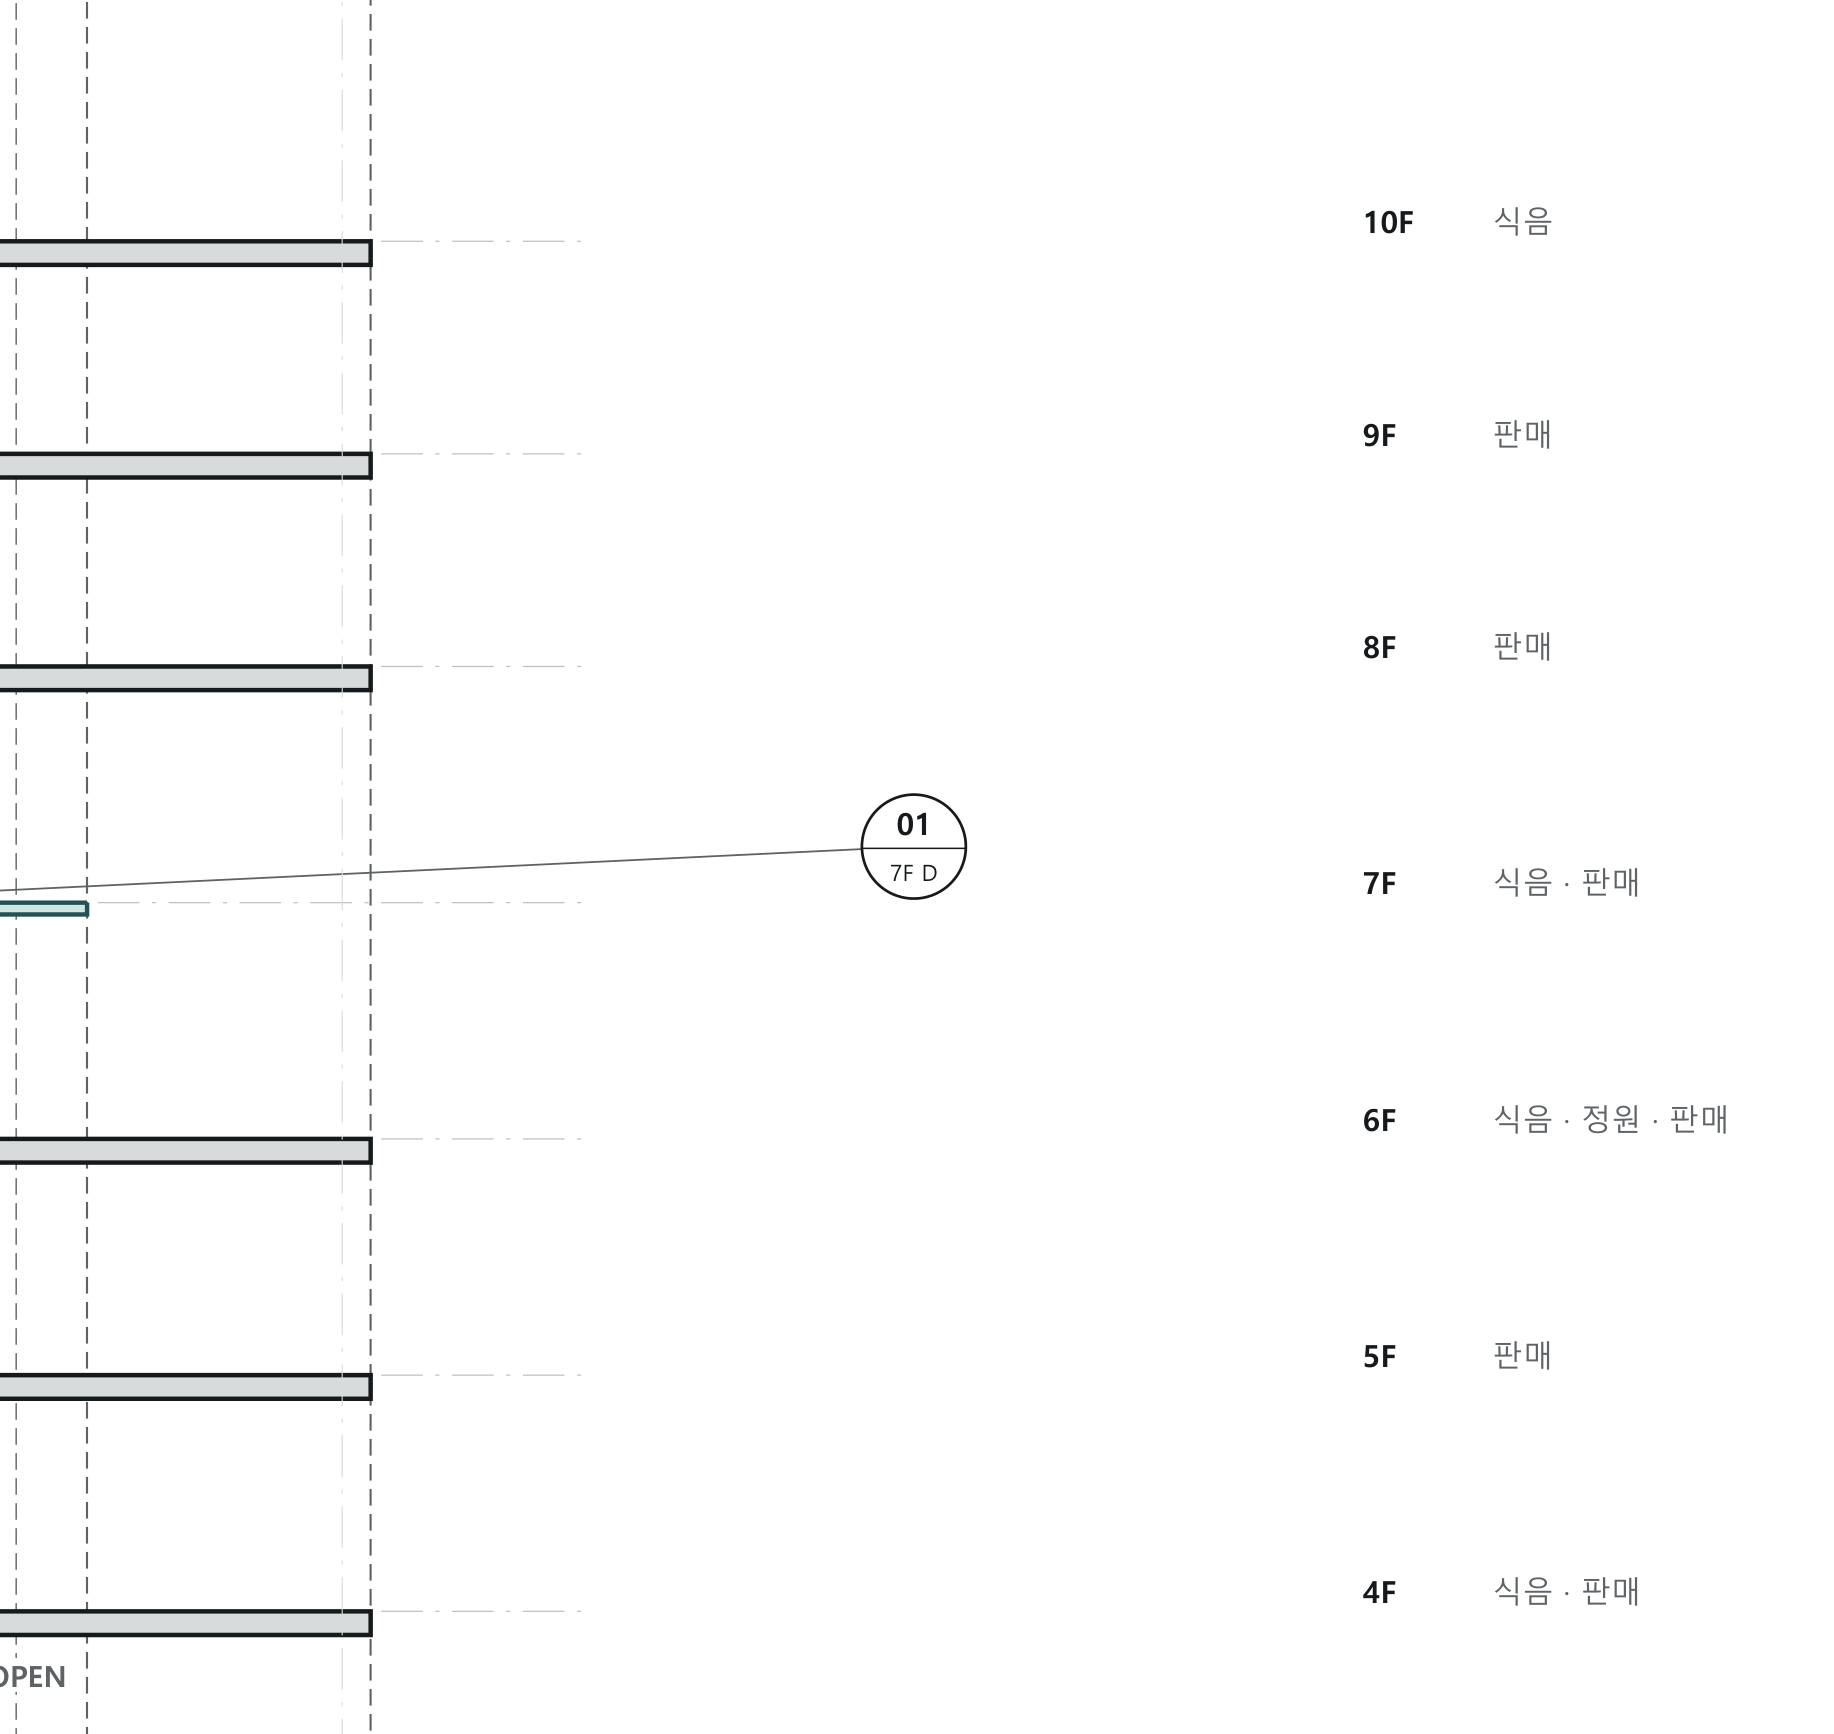 10F 식음
9F 판매
8F 판매
01
7F D
7F 식음 · 판매
6F 식음 · 정원 · 판매
5F 판매
4F 식음 · 판매
OPEN